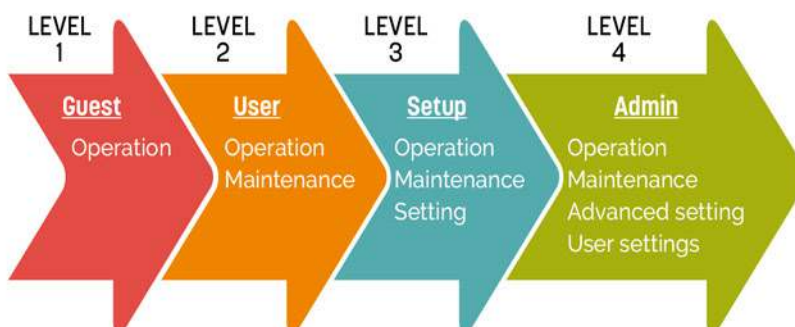 LEVEL
1
Guest
Operation
LEVEL
2
User
Operation
Maintenance
LEVEL
3
Setup
Operation
Maintenance
Setting
LEVEL
4
Admin
Operation
Maintenance
Advanced setting
User settings